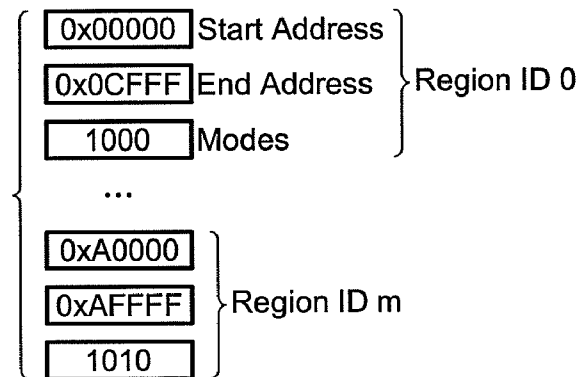 0x00000 Start Address
0x0CFFF End Address
Region ID 0
1000 Modes
...
0xA0000
0xAFFFF Region ID m
1010